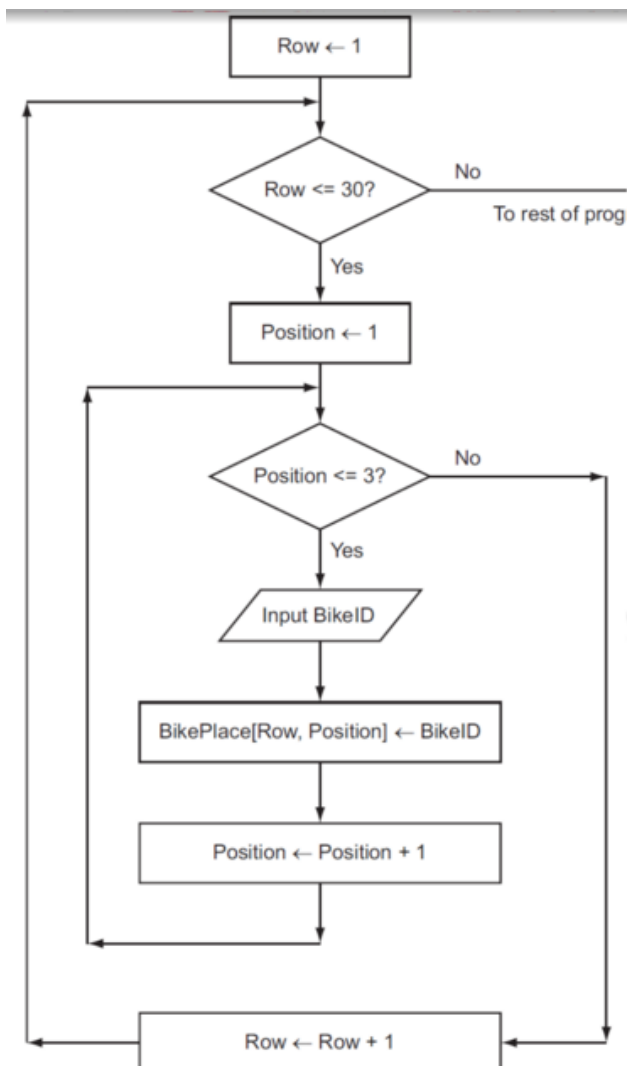 Row ← 1
Row <= 30?
No
To rest of prog
Yes
Position ← 1
Position <= 3?
No
Yes
Input BikeID
BikePlace[Row, Position] ← BikeID
Position ← Position + 1
Row ← Row + 1